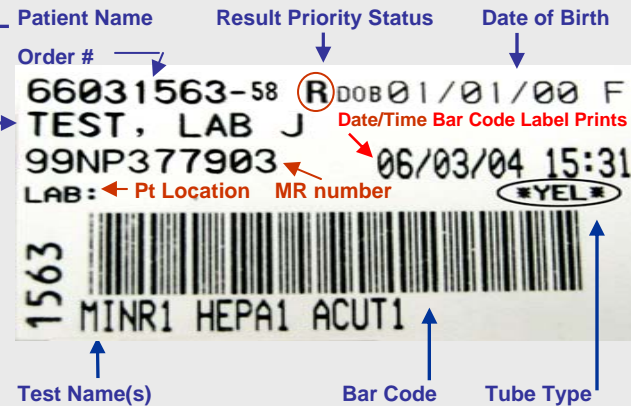 Patient Name Result Priority Status Date of Birth
Order #
66031563-58 R DOB 01/01/00 F
TEST, LAB J
Date/Time Bar Code Label Prints
99NP377903 06/03/04 15:31
LAB: Pt Location MR number *YEL*
1563
MINR1 HEPA1 ACUT1
Test Name(s) Bar Code Tube Type